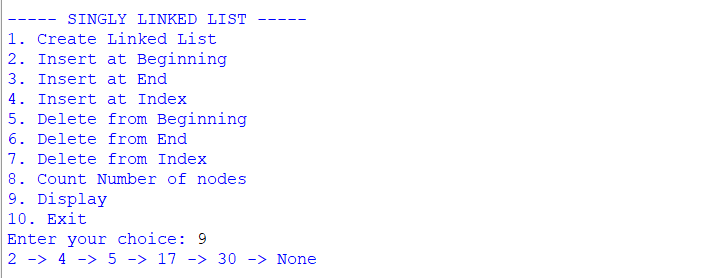 ----- SINGLY LINKED LIST -----
1. Create Linked List
2. Insert at Beginning
3. Insert at End
4. Insert at Index
5. Delete from Beginning
6. Delete from End
7. Delete from Index
8. Count Number of nodes
9. Display
10. Exit
Enter your choice: 9
2 -> 4 -> 5 -> 17 -> 30 -> None